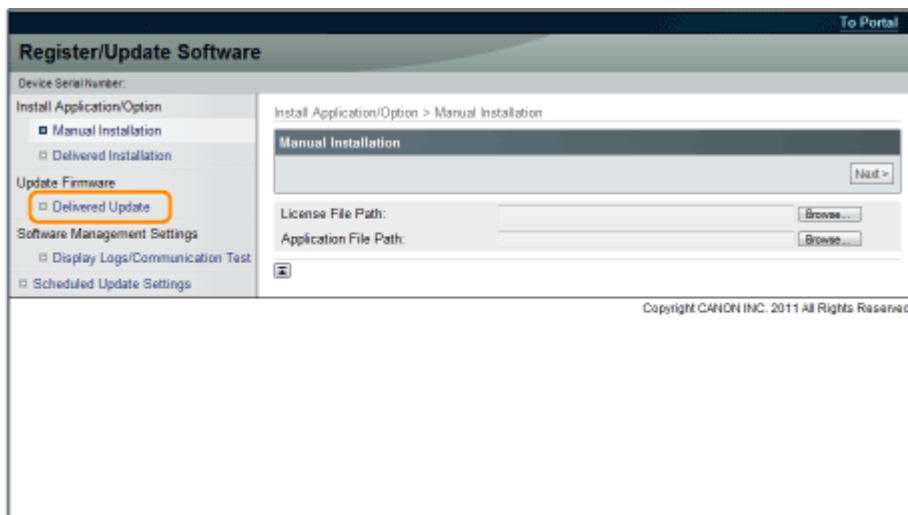 To Portal
Register/Update Software
Device Serial Number:
Install Application/Option
Manual Installation
Delivered Installation
Update Firmware
Delivered Update
Software Management Settings
Display Logs/Communication Test
Scheduled Update Settings
Install Application/Option > Manual Installation
Manual Installation
Next >
License File Path:
Browse...
Application File Path:
Browse...
Copyright CANON INC. 2011 All Rights Reserved